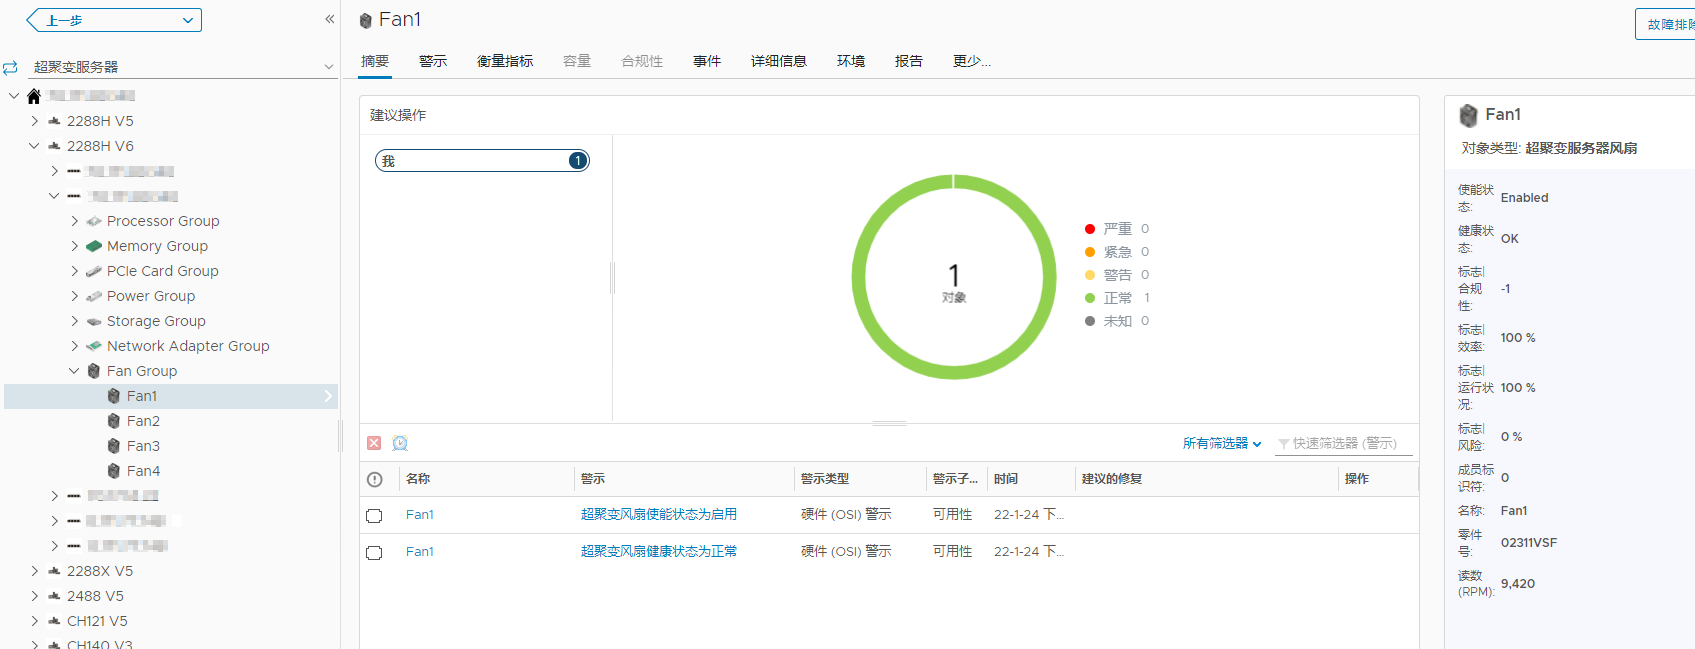 上一步
超聚变服务器
2288H V5
2288H V6
Processor Group
Memory Group
PCIe Card Group
Power Group
Storage Group
Network Adapter Group
Fan Group
Fan1
Fan2
Fan3
Fan4
2288X V5
2488 V5
CH121 V5
CH140 V3
Fan1
故障排除
摘要 警示 衡量指标 容量 合规性 事件 详细信息 环境 报告 更少...
建议操作
我 1
1
对象
严重 0
紧急 0
警告 0
正常 1
未知 0
所有筛选器 快速筛选器 (警示)
名称 警示 警示类型 警示子... 时间 建议的修复 操作
Fan1 超聚变风扇使能状态为启用 硬件 (OSI) 警示 可用性 22-1-24 下...
Fan1 超聚变风扇健康状态为正常 硬件 (OSI) 警示 可用性 22-1-24 下...
Fan1
对象类型: 超聚变服务器风扇
使能状
态: Enabled
健康状
态: OK
标志|
合规
性: -1
标志|
效率: 100 %
标志|
运行状
况: 100 %
标志|
风险: 0 %
成员标
识符: 0
名称: Fan1
零件
号: 02311VSF
读数
(RPM): 9,420